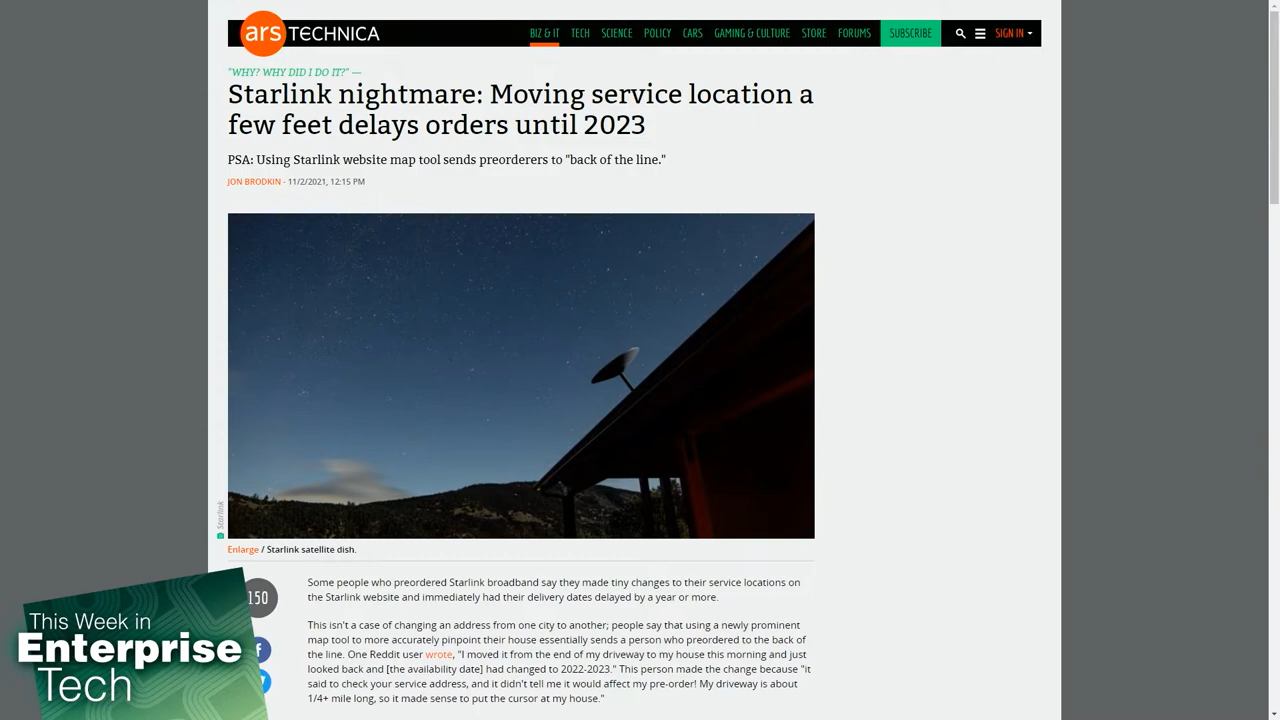 ars TECHNICA
BIZ & IT TECH SCIENCE POLICY CARS GAMING & CULTURE STORE FORUMS SUBSCRIBE SIGN IN
"WHY? WHY DID I DO IT?" —
Starlink nightmare: Moving service location a
few feet delays orders until 2023
PSA: Using Starlink website map tool sends preorderers to "back of the line."
JON BRODKIN - 11/2/2021, 12:15 PM
Starlink
Enlarge / Starlink satellite dish.
150
Some people who preordered Starlink broadband say they made tiny changes to their service locations on
the Starlink website and immediately had their delivery dates delayed by a year or more.
This isn't a case of changing an address from one city to another; people say that using a newly prominent
map tool to more accurately pinpoint their house essentially sends a person who preordered to the back of
the line. One Reddit user wrote, "I moved it from the end of my driveway to my house this morning and just
looked back and [the availability date] had changed to 2022-2023." This person made the change because "it
said to check your service address, and it didn't tell me it would affect my pre-order! My driveway is about
1/4+ mile long, so it made sense to put the cursor at my house."
This Week in
Enterprise
Tech